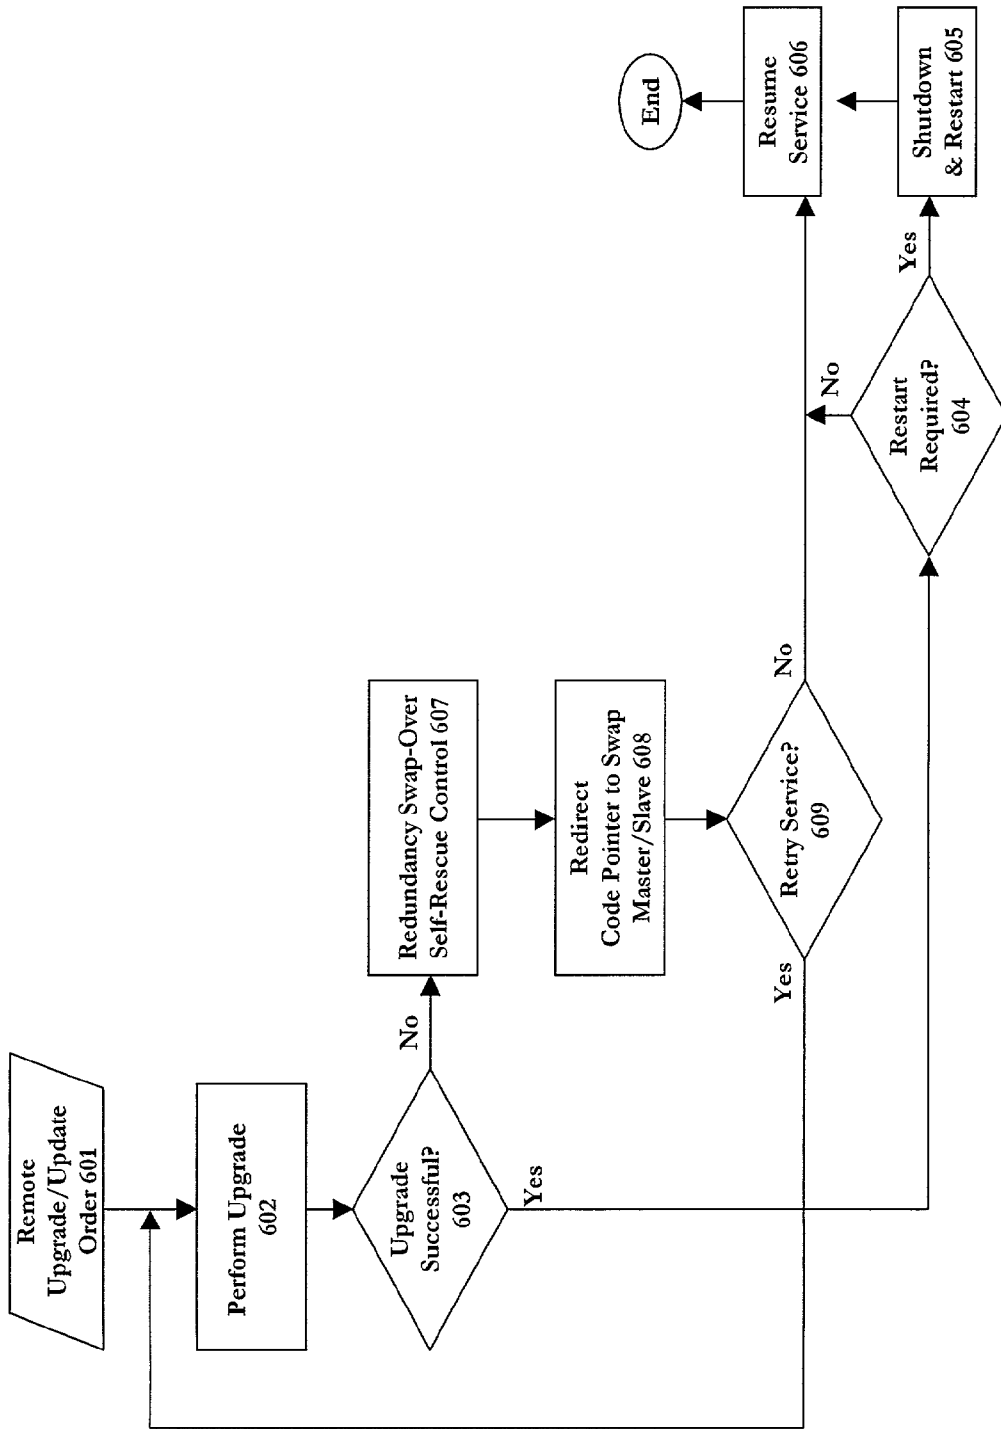 Remote
Upgrade/Update
Order 601
Perform Upgrade
602
Upgrade
Successful?
603
No
Yes
Redundancy Swap-Over
Self-Rescue Control 607
Redirect
Code Pointer to Swap
Master/Slave 608
Retry Service?
609
Yes
No
Restart
Required?
604
No
Yes
Shutdown
& Restart 605
Resume
Service 606
End